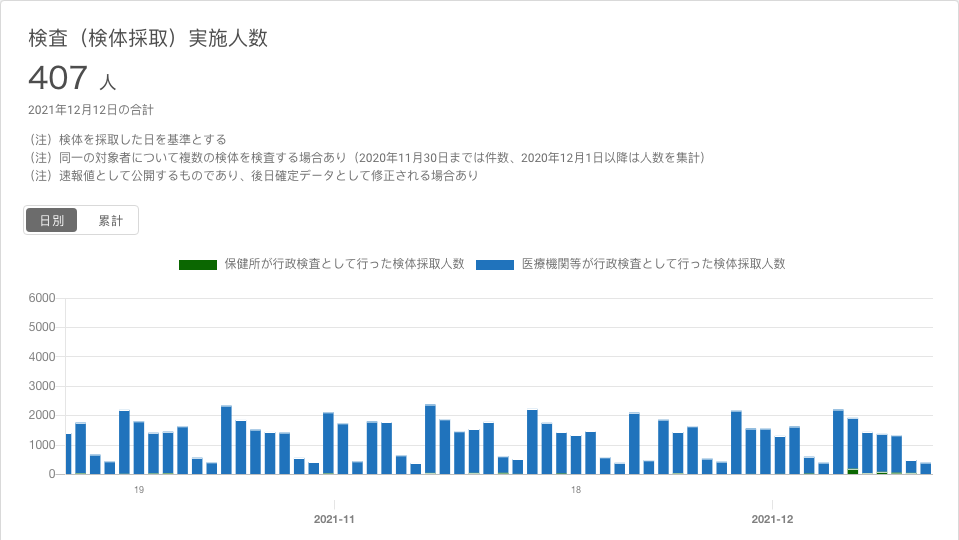 検査（検体採取）実施人数
407 人
2021年12月12日の合計
（注）検体を採取した日を基準とする
（注）同一の対象者について複数の検体を検査する場合あり（2020年11月30日までは件数、2020年12月1日以降は人数を集計）
（注）速報値として公開するものであり、後日確定データとして修正される場合あり
日別 累計
保健所が行政検査として行った検体採取人数 医療機関等が行政検査として行った検体採取人数
6000
5000
4000
3000
2000
1000
0
19 18
2021-11 2021-12